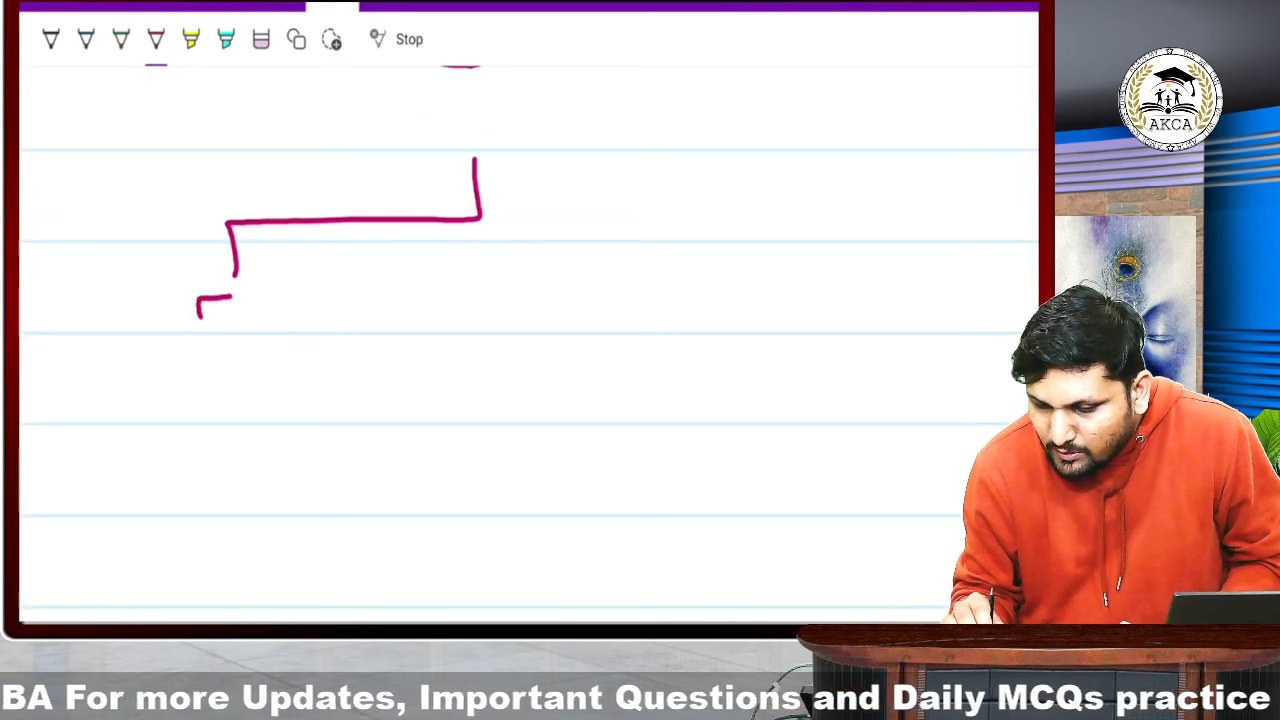 Stop
AKCA
BA For more Updates, Important Questions and Daily MCQs practice